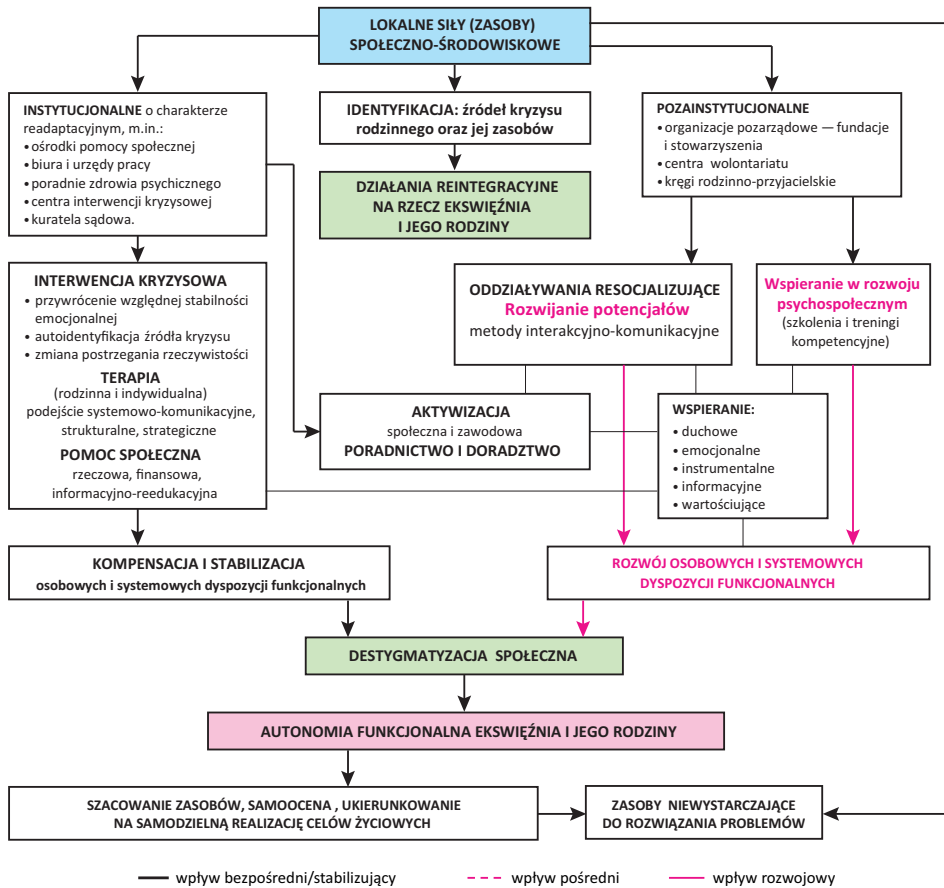 LOKALNE SIŁY (ZASOBY)
SPOŁECZNO-ŚRODOWISKOWE
INSTYTUCJONALNE o charakterze
readaptacyjnym, m.in.:
• ośrodki pomocy społecznej
• biura i urzędy pracy
• poradnie zdrowia psychicznego
• centra interwencji kryzysowej
• kuratela sądowa.
IDENTYFIKACJA: źródeł kryzysu
rodzinnego oraz jej zasobów
POZAINSTYTUCJONALNE
• organizacje pozarządowe — fundacje
i stowarzyszenia
• centra wolontariatu
• kręgi rodzinno-przyjacielskie
DZIAŁANIA REINTEGRACYJNE
NA RZECZ EKSWIĘŹNIA
I JEGO RODZINY
INTERWENCJA KRYZYSOWA
• przywrócenie względnej stabilności
emocjonalnej
• autoidentyfikacja źródła kryzysu
• zmiana postrzegania rzeczywistości
TERAPIA
(rodzinna i indywidualna)
podejście systemowo-komunikacyjne,
strukturalne, strategiczne
POMOC SPOŁECZNA
rzeczowa, finansowa,
informacyjno-reedukacyjna
ODDZIAŁYWANIA RESOCJALIZUJĄCE
Rozwijanie potencjałów
metody interakcyjno-komunikacyjne
Wspieranie w rozwoju
psychospołecznym
(szkolenia i treningi
kompetencyjne)
AKTYWIZACJA
społeczna i zawodowa
PORADNICTWO I DORADZTWO
WSPIERANIE:
• duchowe
• emocjonalne
• instrumentalne
• informacyjne
• wartościujące
KOMPENSACJA I STABILIZACJA
osobowych i systemowych dyspozycji funkcjonalnych
ROZWÓJ OSOBOWYCH I SYSTEMOWYCH
DYSPOZYCJI FUNKCJONALNYCH
DESTYGMATYZACJA SPOŁECZNA
AUTONOMIA FUNKCJONALNA EKSWIĘŹNIA I JEGO RODZINY
SZACOWANIE ZASOBÓW, SAMOOCENA , UKIERUNKOWANIE
NA SAMODZIELNĄ REALIZACJĘ CELÓW ŻYCIOWYCH
ZASOBY NIEWYSTARCZAJĄCE
DO ROZWIĄZANIA PROBLEMÓW
wpływ bezpośredni/stabilizujący
wpływ pośredni
wpływ rozwojowy